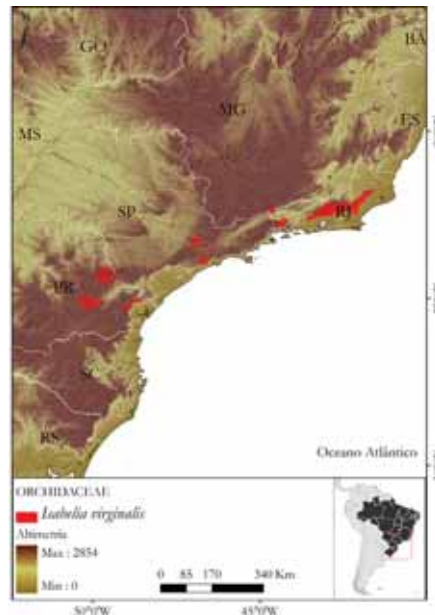 GO
BA
MG
ES
MS
SP
RJ
PR
SC
RS
Oceano Atlântico
ORCHIDACEAE
Isabelia virginalis
Altimetria
Max : 2854
Min : 0
0 85 170 340 Km
50°0'W 45°0'W